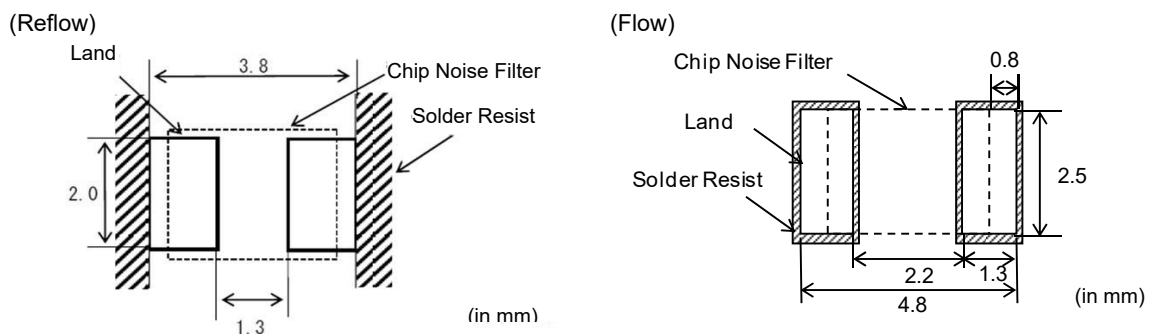 (Reflow)
Land
3.8
Chip Noise Filter
Solder Resist
2.0
1.3
(in mm)
(Flow)
0.8
Chip Noise Filter
Land
Solder Resist
2.5
2.2
1.3
4.8
(in mm)